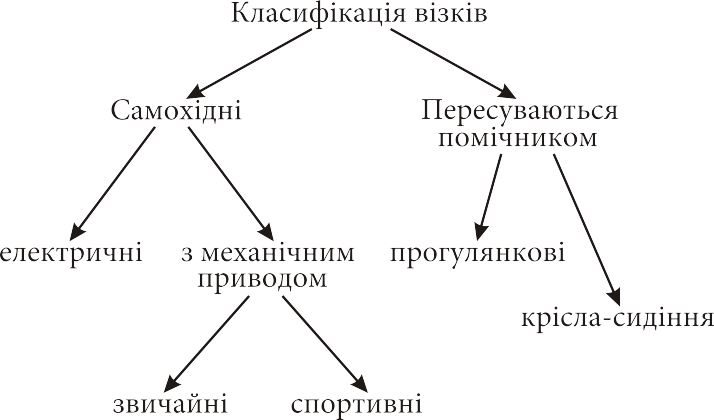 Класифікація візків
Самохідні
Пересуваються
помічником
електричні
з механічним
приводом
прогулянкові
крісла-сидіння
звичайні
спортивні